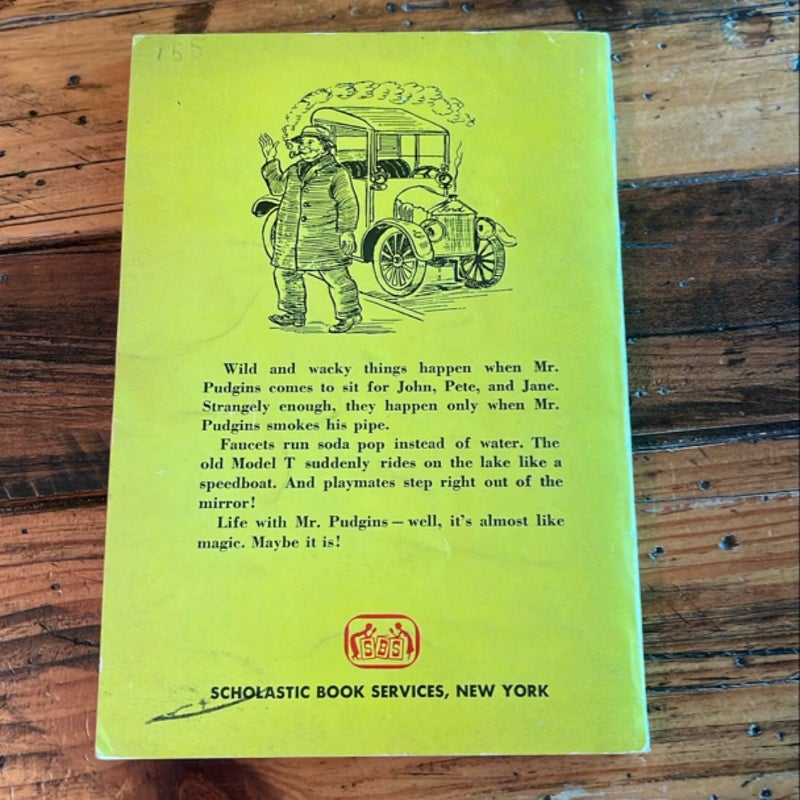 155
Wild and wacky things happen when Mr.
Pudgins comes to sit for John, Pete, and Jane.
Strangely enough, they happen only when Mr.
Pudgins smokes his pipe.
Faucets run soda pop instead of water. The
old Model T suddenly rides on the lake like a
speedboat. And playmates step right out of the
mirror!
Life with Mr. Pudgins — well, it's almost like
magic. Maybe it is!
SBS
SCHOLASTIC BOOK SERVICES, NEW YORK